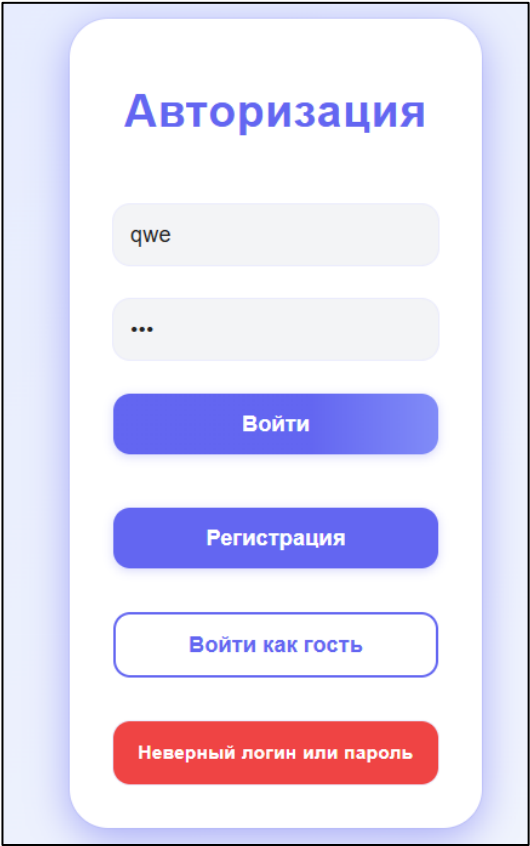 Авторизация
qwe
•••
Войти
Регистрация
Войти как гость
Неверный логин или пароль